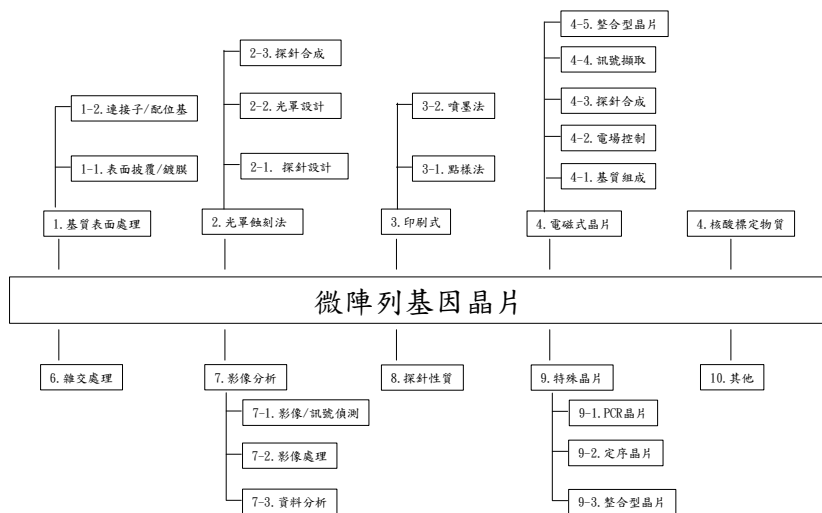 4-5.整合型晶片
2-3.探針合成
4-4.訊號擷取
1-2.連接子/配位基
2-2.光罩設計
3-2.噴墨法
4-3.探針合成
4-2.電場控制
1-1.表面披覆/鍍膜
2-1. 探針設計
3-1.點樣法
4-1.基質組成
1.基質表面處理
2.光罩蝕刻法
3.印刷式
4.電磁式晶片
4.核酸標定物質
微陣列基因晶片
6.雜交處理
7.影像分析
8.探針性質
9.特殊晶片
10.其他
7-1.影像/訊號偵測
9-1.PCR晶片
7-2.影像處理
9-2.定序晶片
7-3.資料分析
9-3.整合型晶片